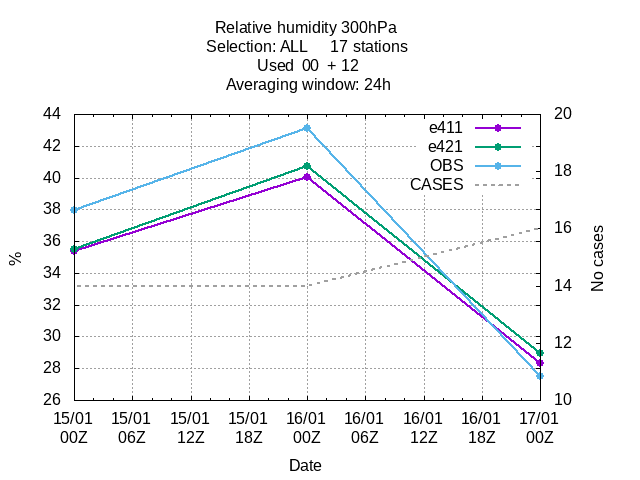 Relative humidity 300hPa
Selection: ALL     17 stations
Used  00  + 12
Averaging window: 24h
e411
e421
OBS
CASES
44
42
40
38
36
34
32
30
28
26
%
20
18
16
14
12
10
No cases
15/01 15/01 15/01 15/01 16/01 16/01 16/01 16/01 17/01
00Z 06Z 12Z 18Z 00Z 06Z 12Z 18Z 00Z
Date